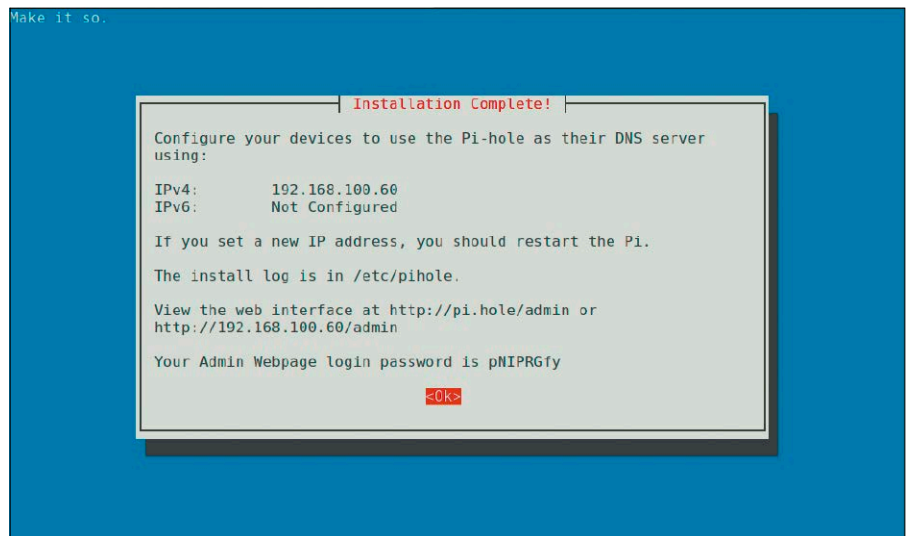 Make it so.
Installation Complete!
Configure your devices to use the Pi-hole as their DNS server
using:
IPv4: 192.168.100.60
IPv6: Not Configured
If you set a new IP address, you should restart the Pi.
The install log is in /etc/pihole.
View the web interface at http://pi.hole/admin or
http://192.168.100.60/admin
Your Admin Webpage login password is pNIPRGfy
<Ok>